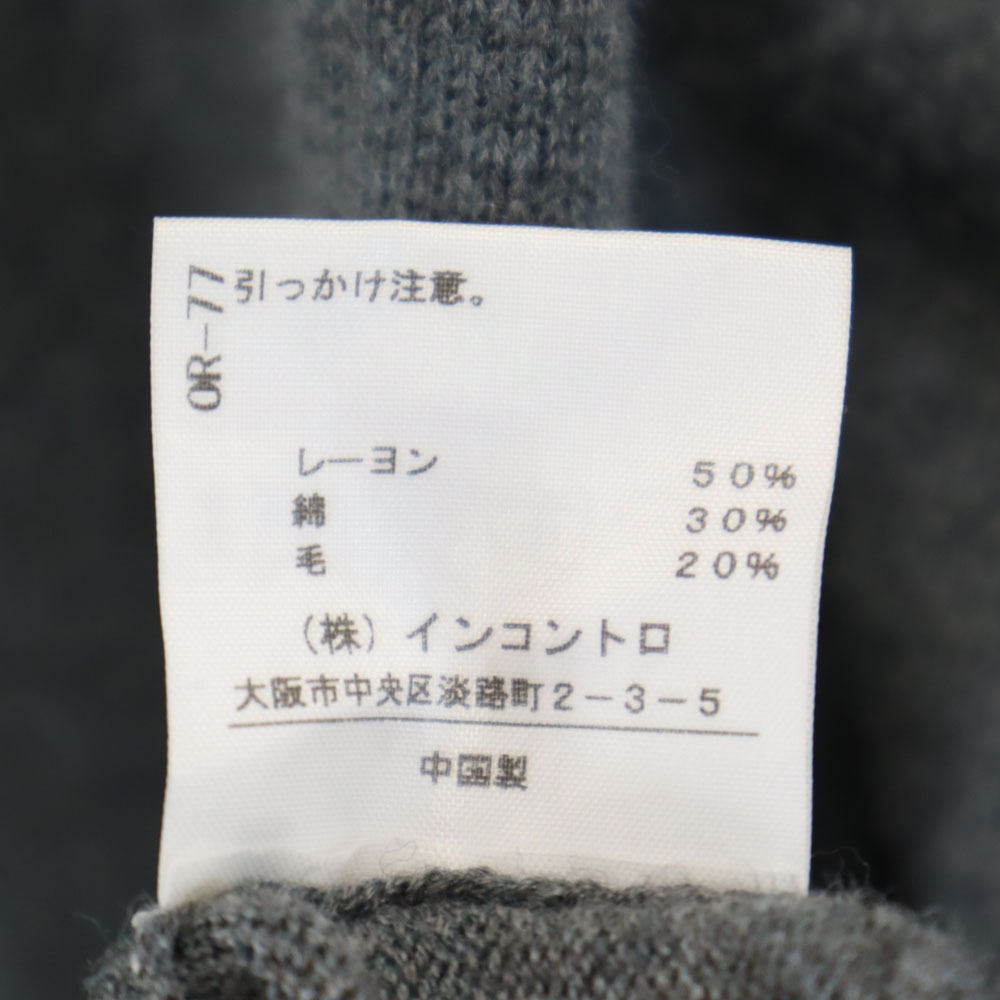 引っかけ注意。
OR-77
レーヨン 50%
綿 30%
毛 20%
(株) インコントロ
大阪市中央区淡路町2-3-5
中国製